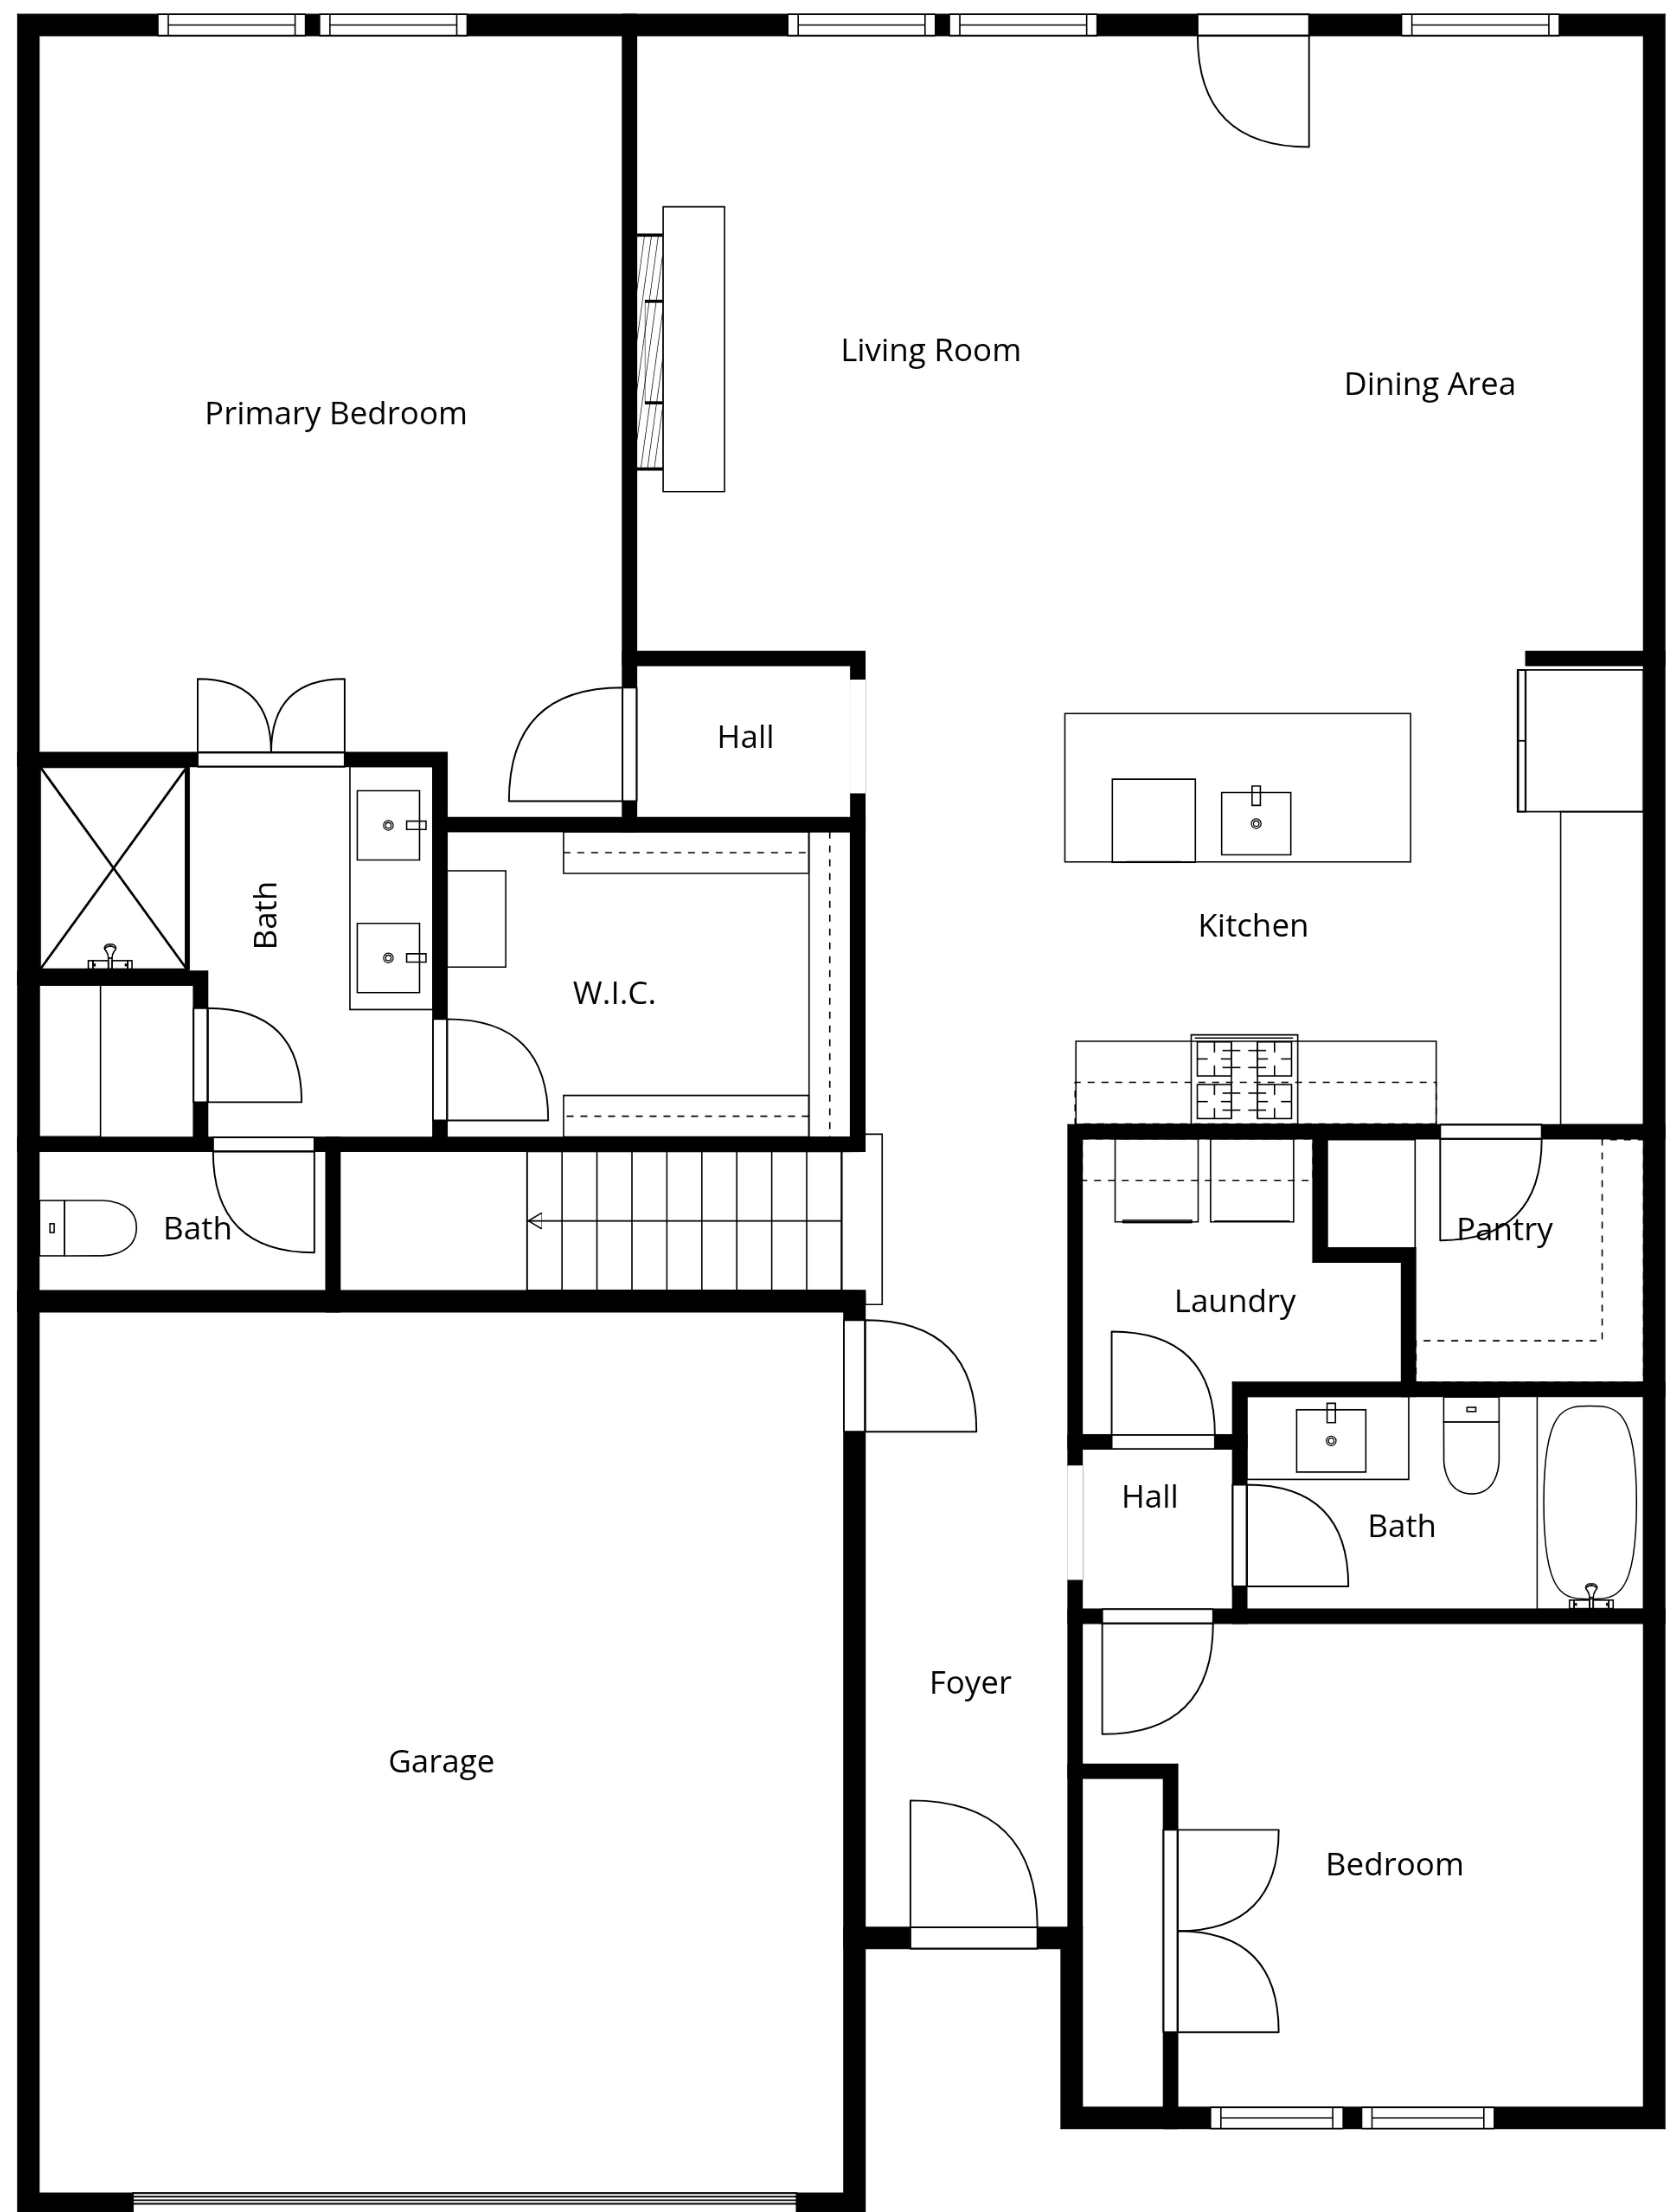 Living Room
Dining Area
Primary Bedroom
Hall
Bath
Kitchen
W.I.C.
Bath
Pantry
Laundry
Hall
Bath
Foyer
Garage
Bedroom